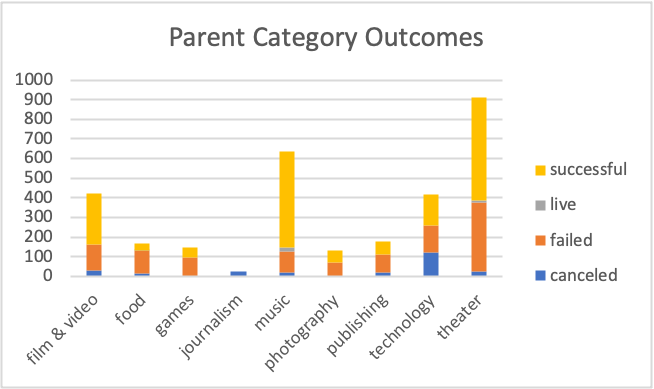 Parent Category Outcomes
1000
900
800
700
600
500
400
300
200
100
0
film & video
food
games
journalism
music
photography
publishing
technology
theater
successful
live
failed
canceled